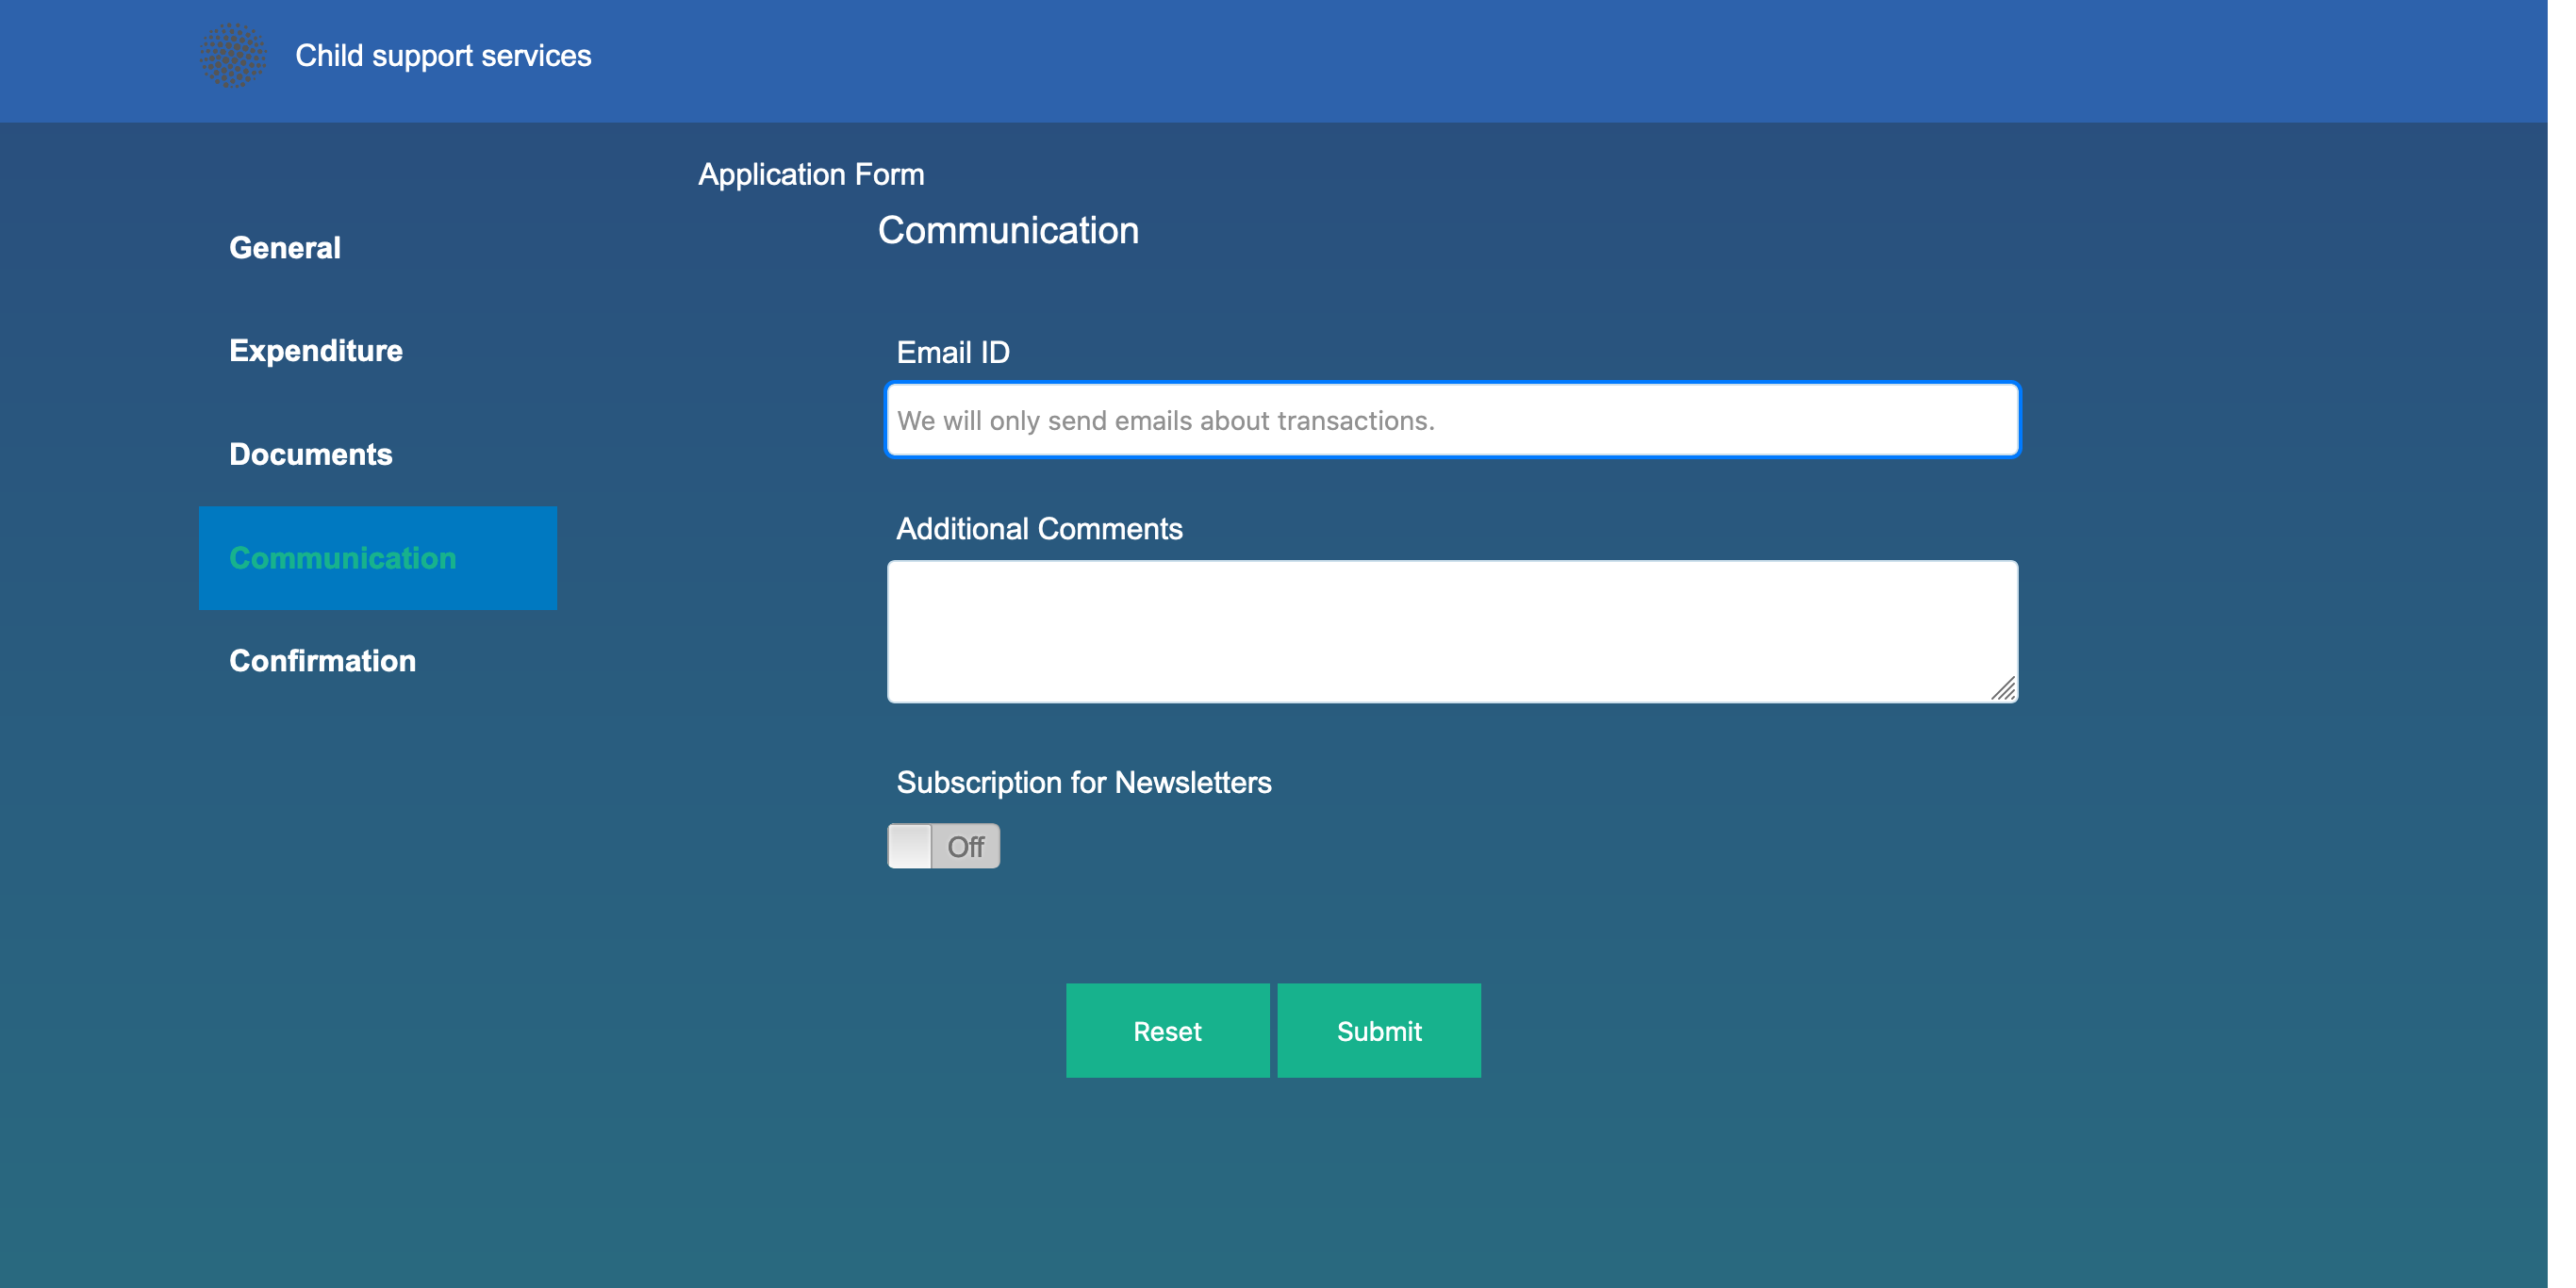 Child support services
Application Form
Communication
General
Expenditure
Documents
Communication
Confirmation
Email ID
We will only send emails about transactions.
Additional Comments
Subscription for Newsletters
Off
Reset
Submit